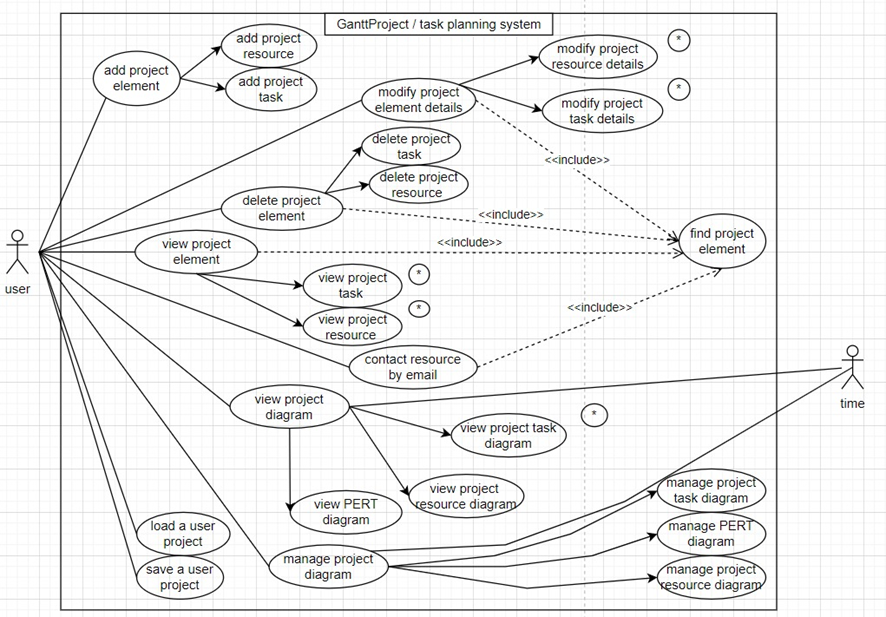 GanttProject / task planning system
add project
resource
add project
element
add project
task
modify project
resource details
*
modify project
element details
*
modify project
task details
delete project
task
<<include>>
delete project
resource
delete project
element
<<include>>
find project
element
view project
element
<<include>>
user
view project
task
*
view project
resource
*
<<include>>
contact resource
by email
time
view project
diagram
*
view project task
diagram
view project
resource diagram
manage project
task diagram
view PERT
diagram
load a user
project
manage PERT
diagram
manage project
diagram
save a user
project
manage project
resource diagram